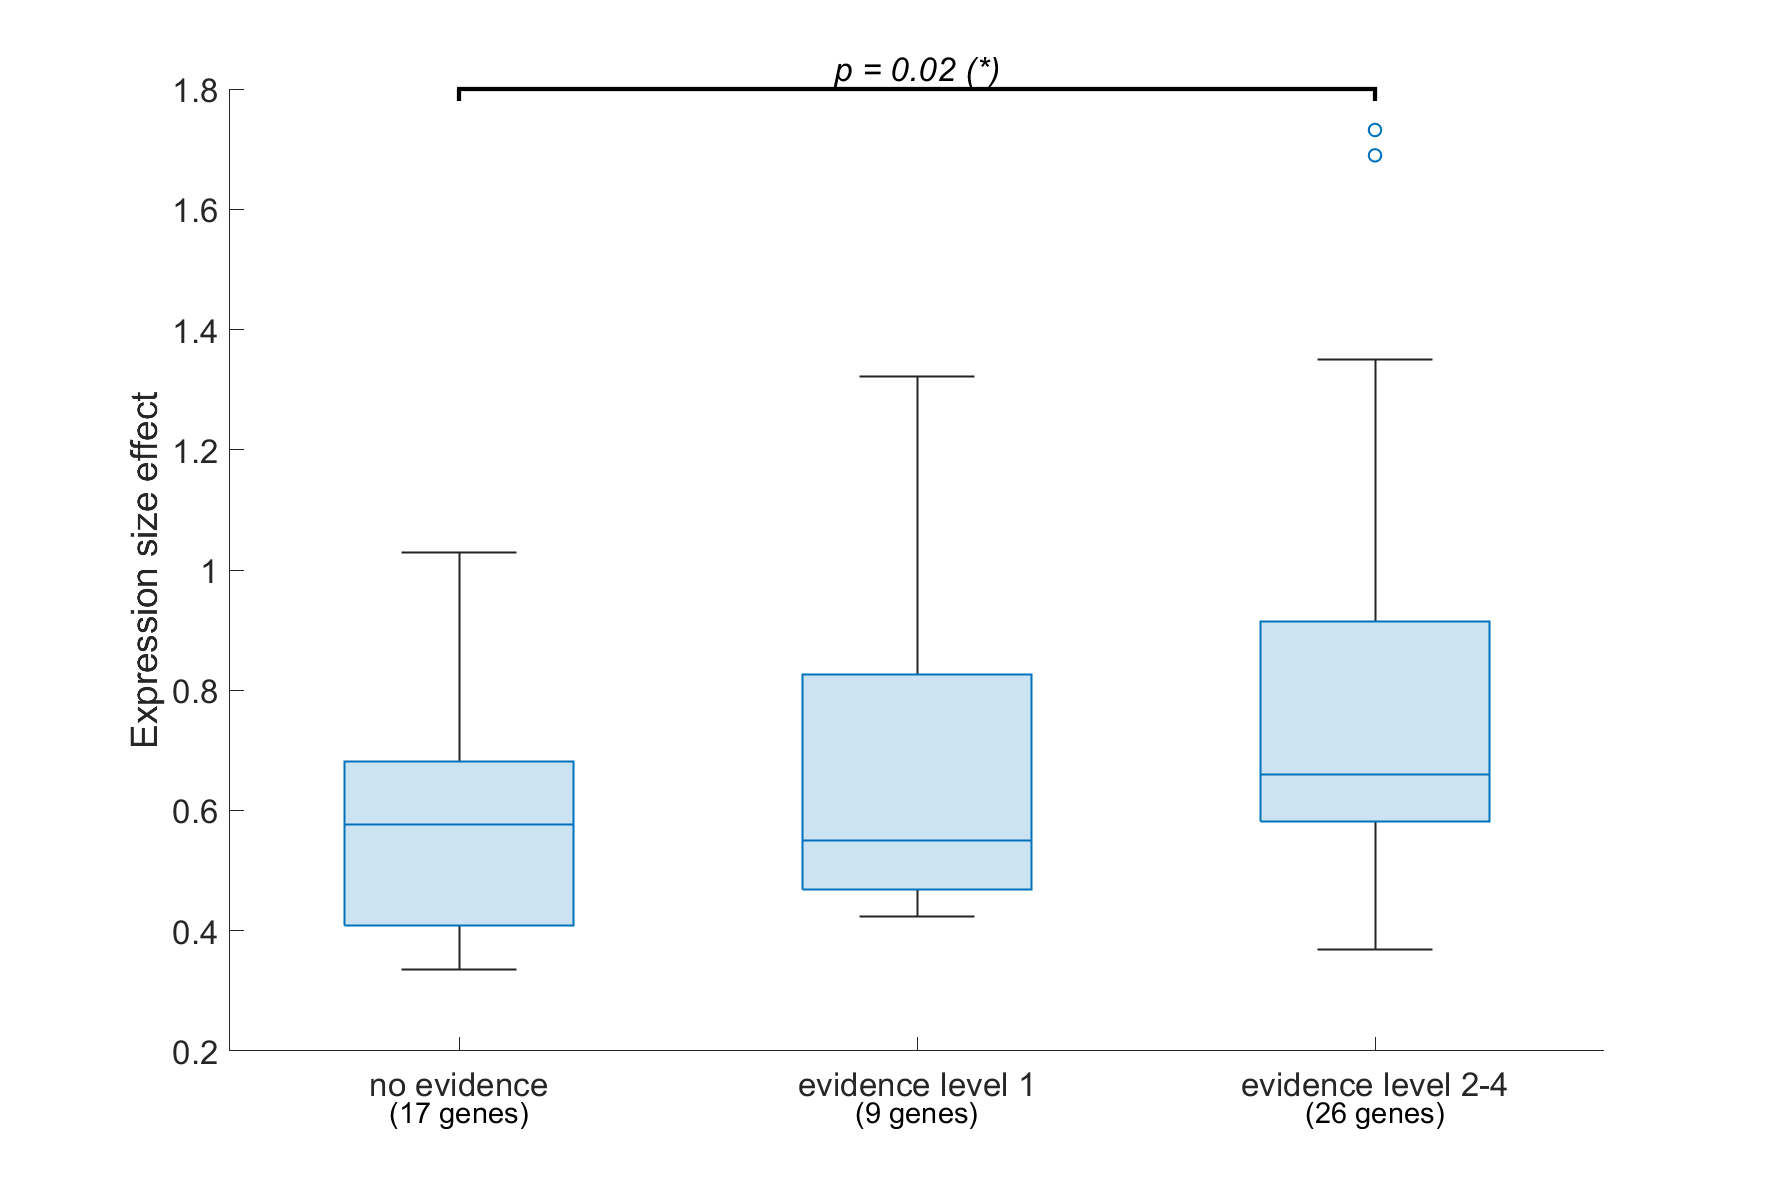 p = 0.02 (*)
1.8
1.6
1.4
1.2
1
0.8
0.6
0.4
0.2
Expression size effect
no evidence
(17 genes)
evidence level 1
(9 genes)
evidence level 2-4
(26 genes)